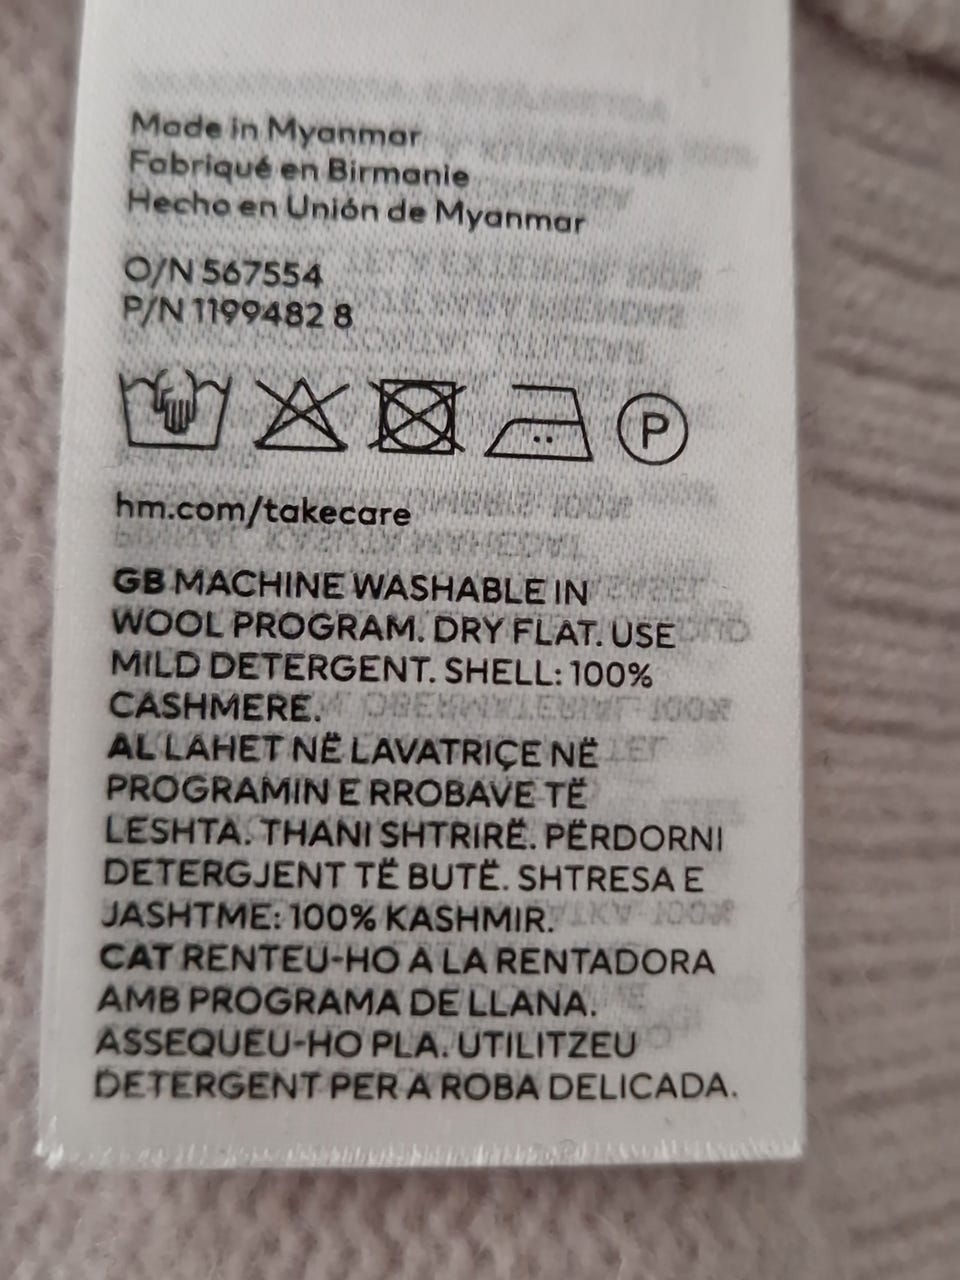 Made in Myanmar
Fabriqué en Birmanie
Hecho en Unión de Myanmar
O/N 567554
P/N 1199482 8
P
hm.com/takecare
GB MACHINE WASHABLE IN
WOOL PROGRAM. DRY FLAT. USE
MILD DETERGENT. SHELL: 100%
CASHMERE.
AL LAHET NË LAVATRIÇE NË
PROGRAMIN E RROBAVE TË
LESHTA. THANI SHTRIRË. PËRDORNI
DETERGJENT TË BUTË. SHTRESA E
JASHTME: 100% KASHMIR.
CAT RENTEU-HO A LA RENTADORA
AMB PROGRAMA DE LLANA.
ASSEQUEU-HO PLA. UTILITZEU
DETERGENT PER A ROBA DELICADA.